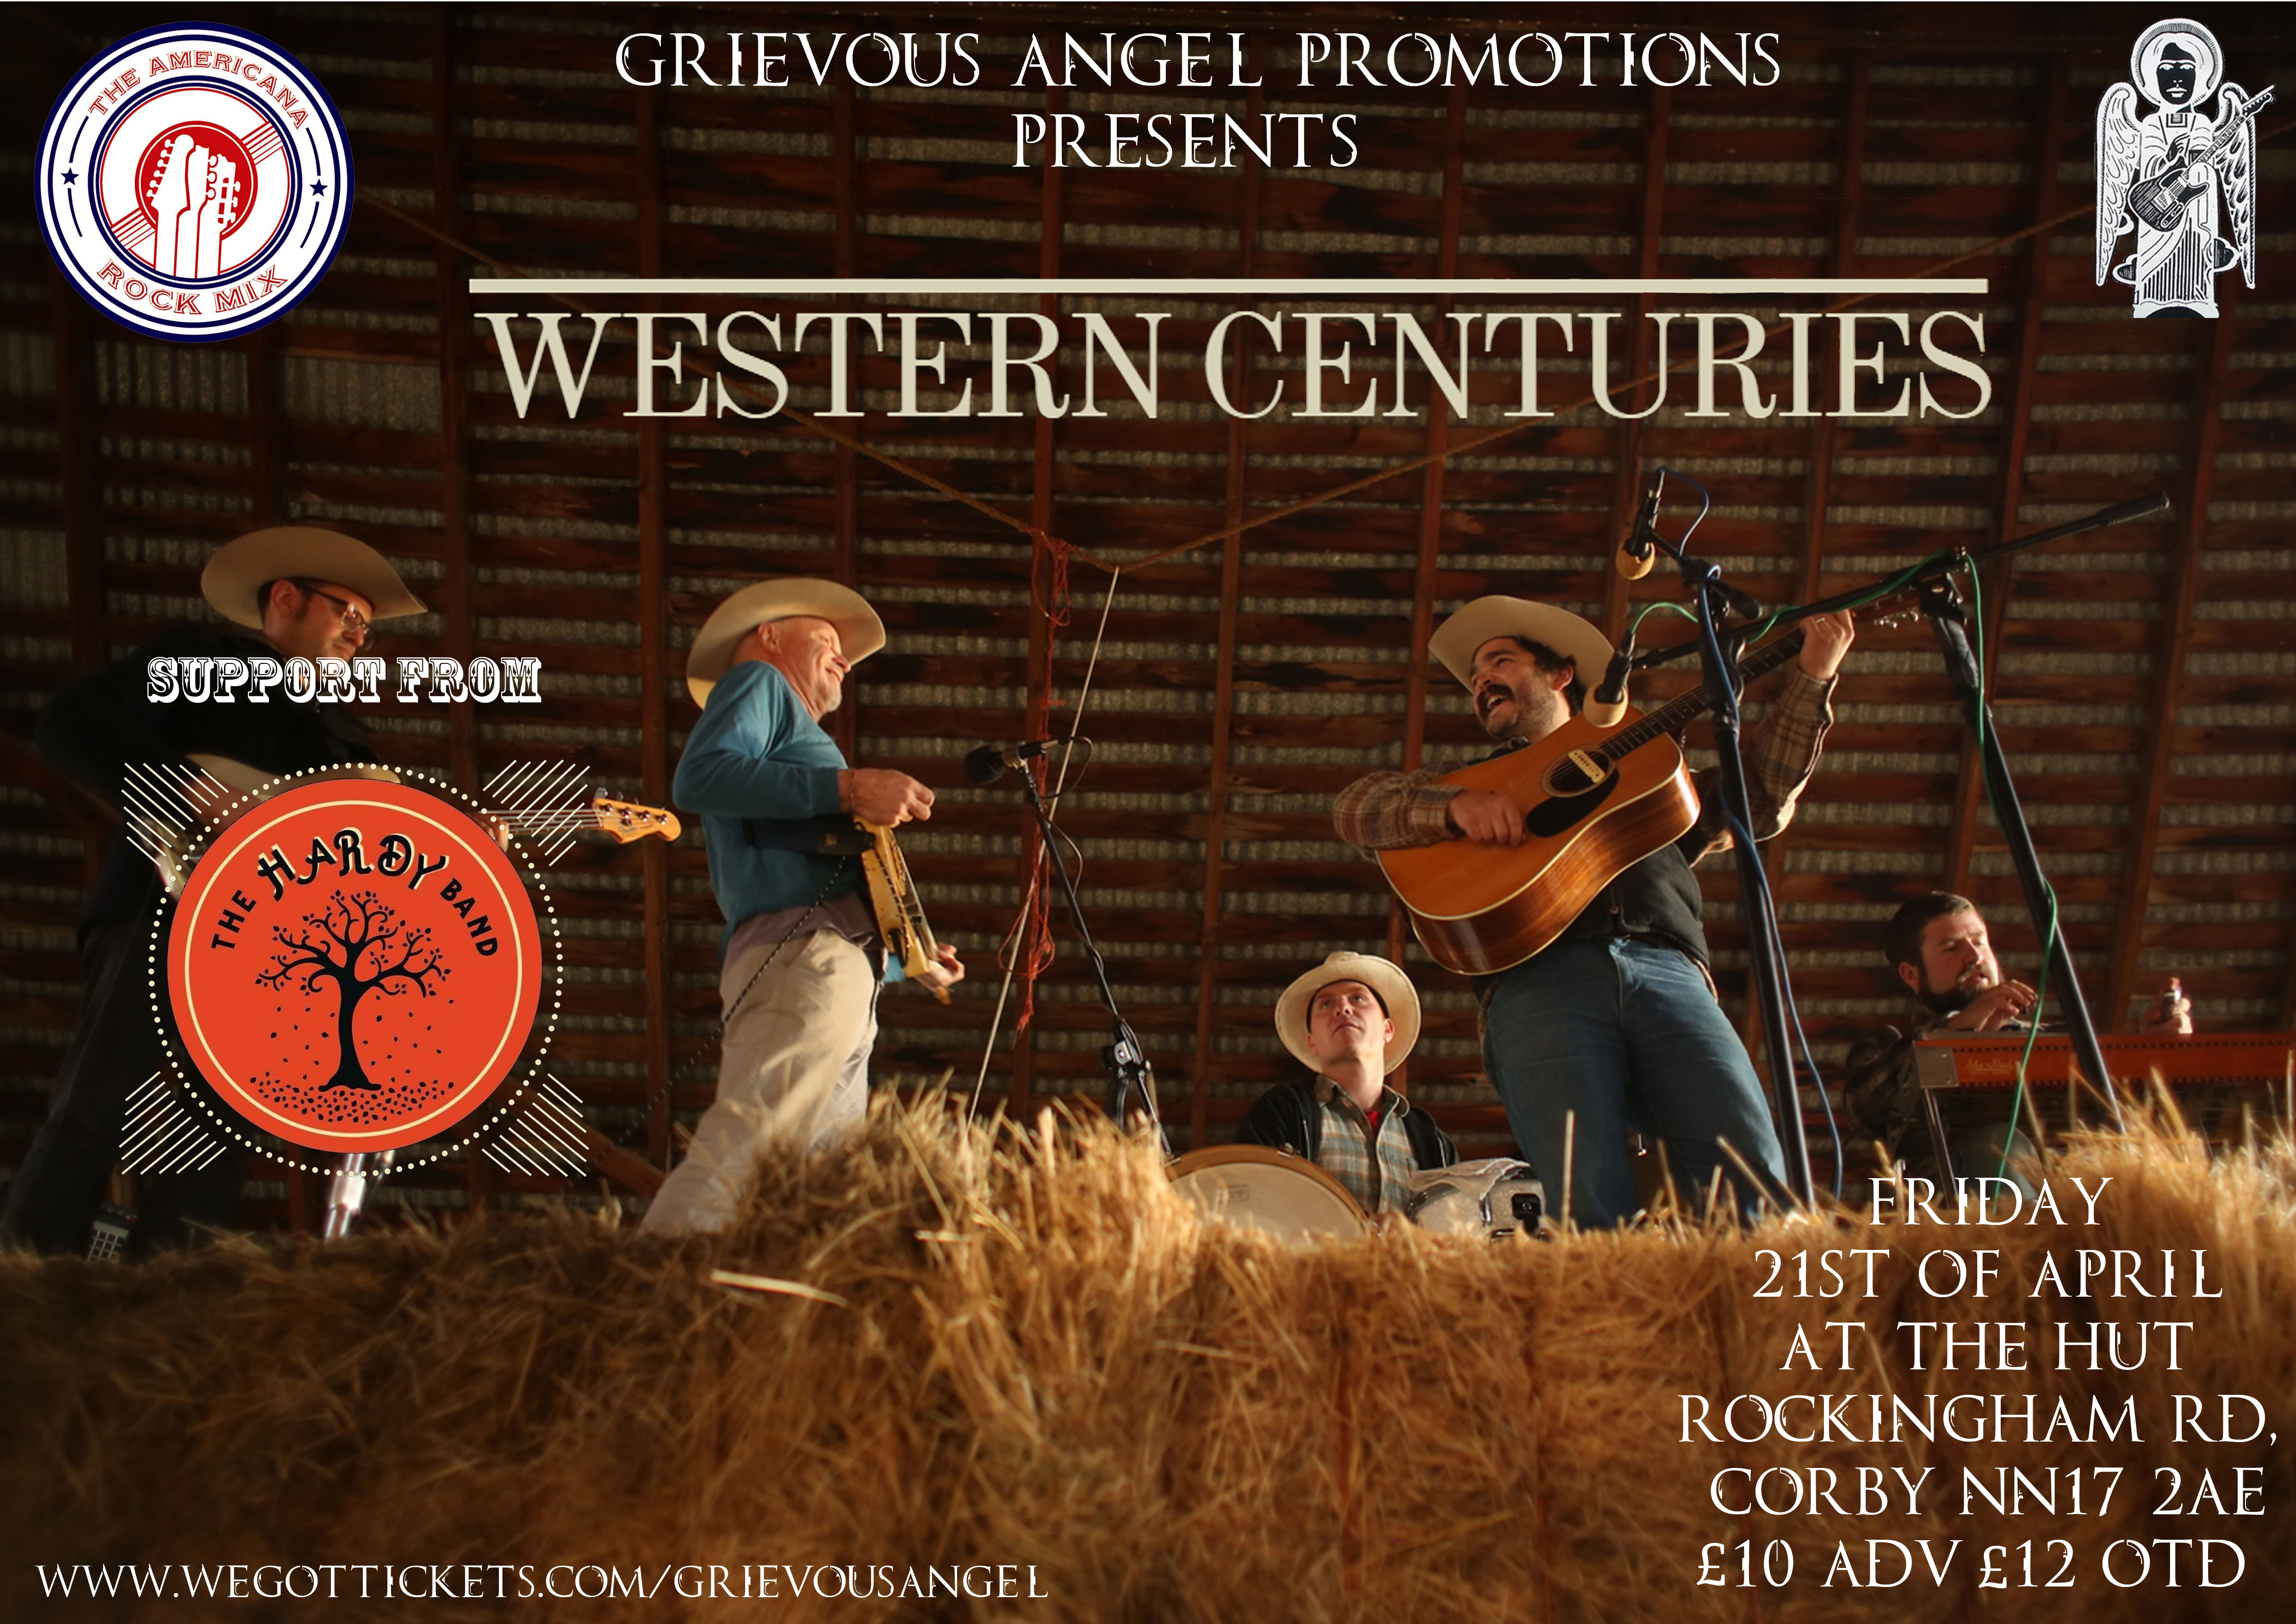 GRIEVOUS ANGEL PROMOTIONS
PRESENTS
THE AMERICANA
ROCK MIX
WESTERN CENTURIES
SUPPORT FROM
THE HARDY BAND
FRIDAY
21ST OF APRIL
AT THE HUT
ROCKINGHAM RD,
CORBY NN17 2AE
£10 ADV £12 OTD
WWW.WEGOTTICKETS.COM/GRIEVOUSANGEL